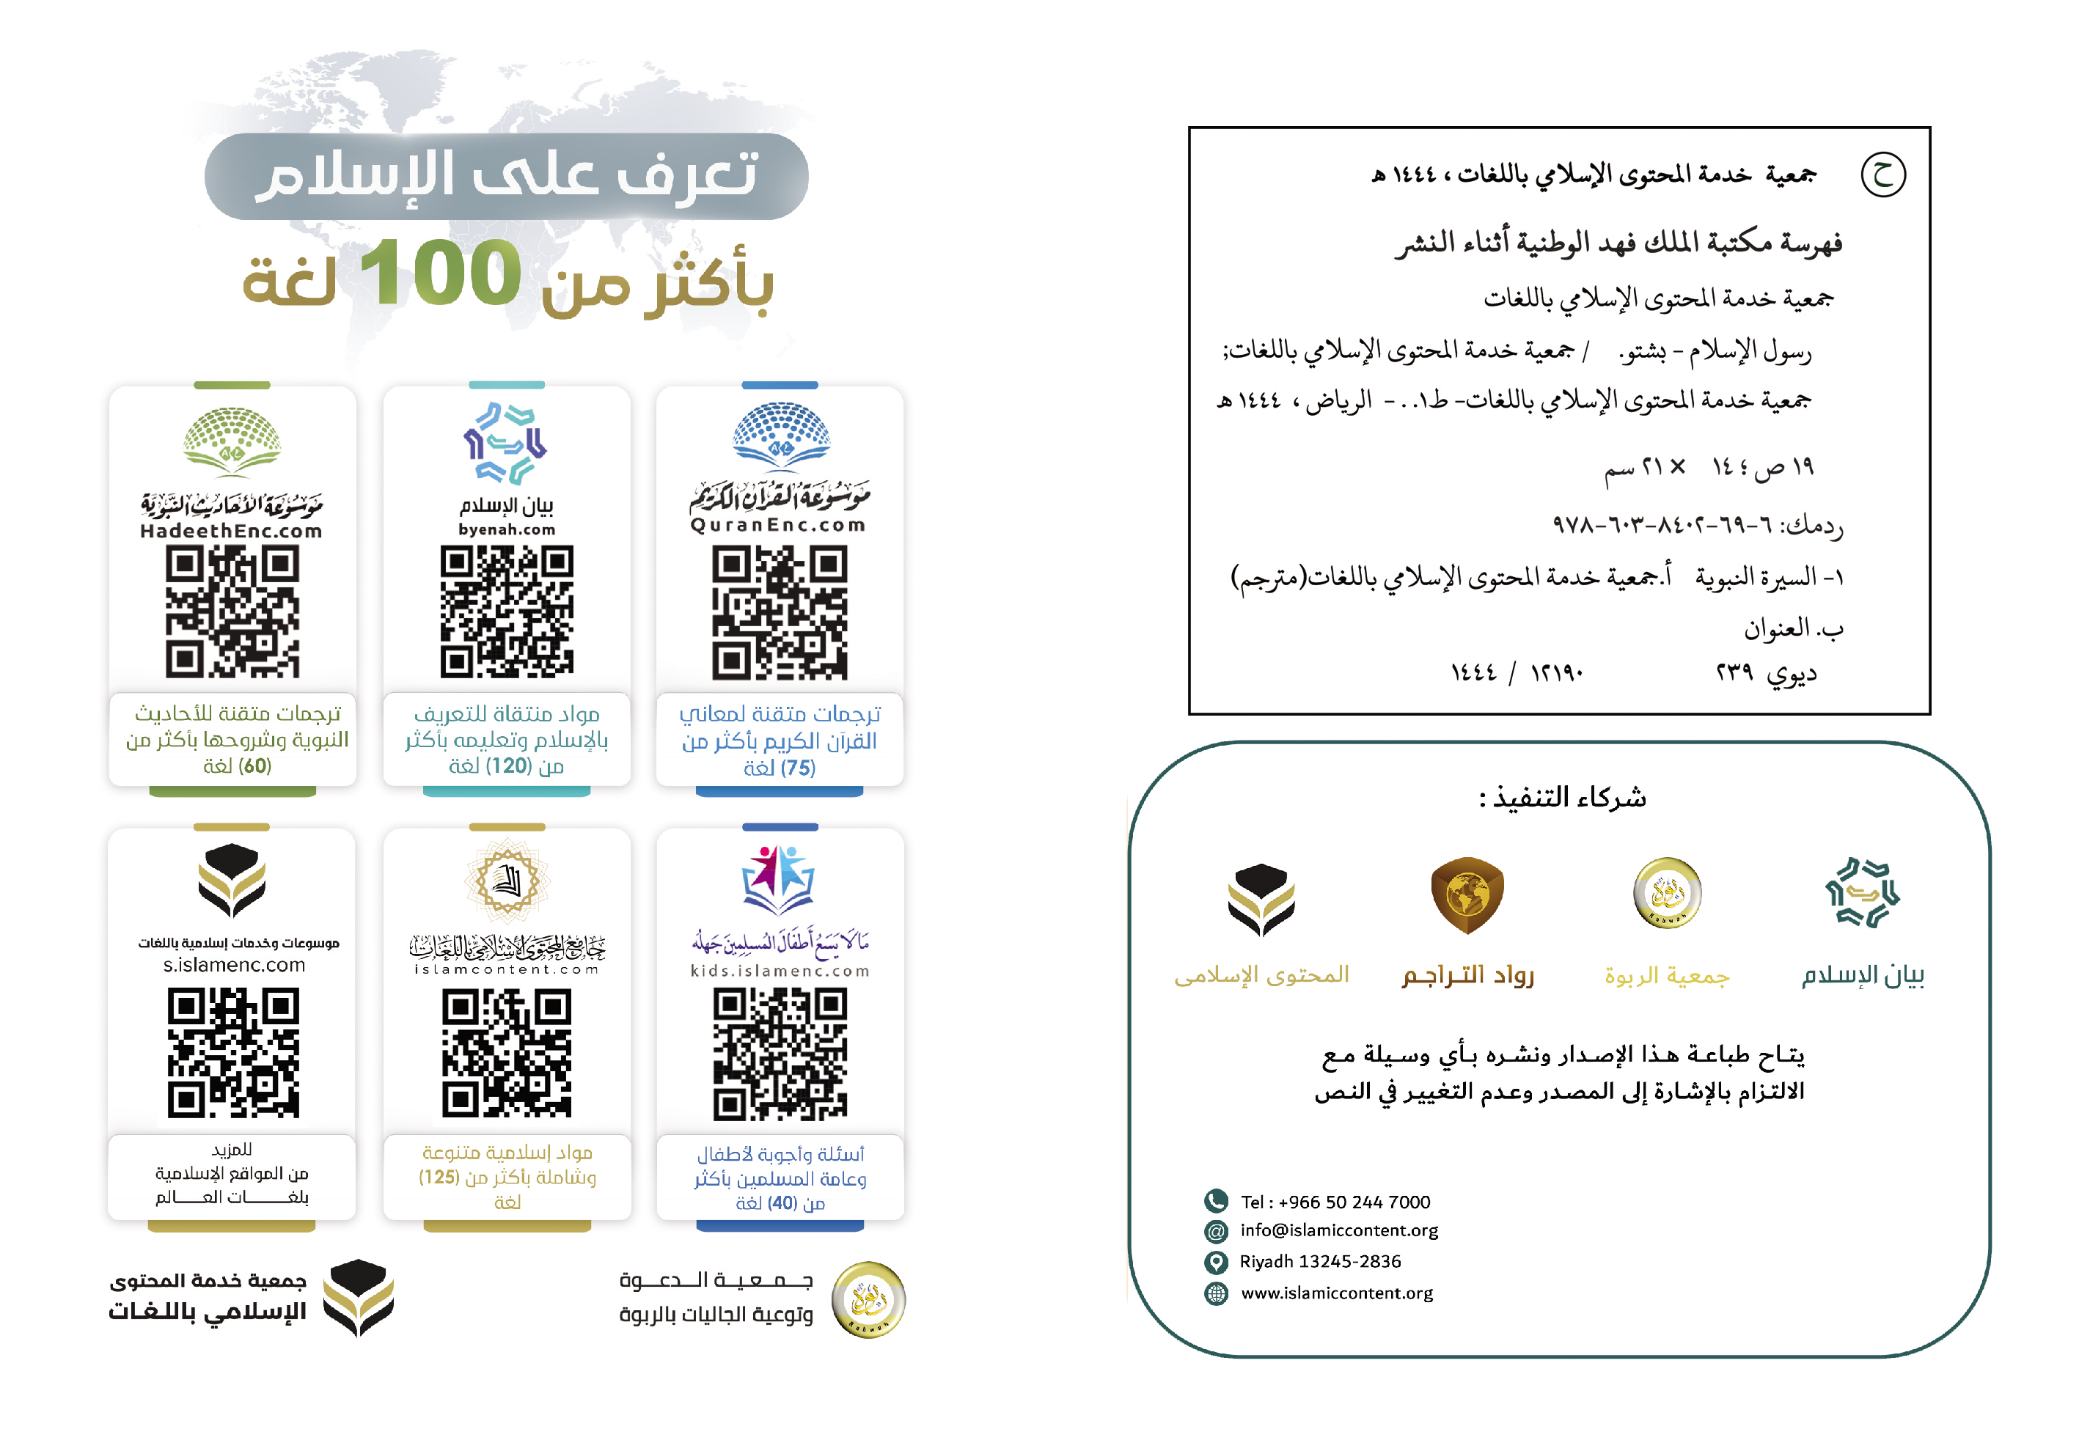 ح
جمعية خدمة المحتوى الإسلامي باللغات ، ١٤٤٤ هـ
فهرسة مكتبة الملك فهد الوطنية أثناء النشر
جمعية خدمة المحتوى الإسلامي باللغات
رسول الإسلام - بشتو. / جمعية خدمة المحتوى الإسلامي باللغات;
جمعية خدمة المحتوى الإسلامي باللغات- ط١. .- الرياض ، ١٤٤٤ هـ
١٩ ص ؛ ١٤ × ٢١ سم
ردمك: ٦-٦٩-٨٤٠٢-٦٠٣-٩٧٨
١- السيرة النبوية أ.جمعية خدمة المحتوى الإسلامي باللغات(مترجم)
ب. العنوان
ديوي ٢٣٩ ١٢١٩٠ / ١٤٤٤
شركاء التنفيذ :
بيان الإسلام
جمعية الربوة
رواد التراجم
المحتوى الإسلامى
يتاح طباعة هذا الإصدار ونشره بأي وسيلة مع
الالتزام بالإشارة إلى المصدر وعدم التغيير في النص
Tel : +966 50 244 7000
info@islamiccontent.org
Riyadh 13245-2836
www.islamiccontent.org
تعرف على الإسلام
بأكثر من 100 لغة
موسوعة القرآن الكريم
QuranEnc.com
ترجمات متقنة لمعاني
القرآن الكريم بأكثر من
(75) لغة
بيان الإسلام
byenah.com
مواد منتقاة للتعريف
بالإسلام وتعليمه بأكثر
من (120) لغة
موسوعة الأحاديث النبوية
HadeethEnc.com
ترجمات متقنة للأحاديث
النبوية وشروحها بأكثر من
(60) لغة
ما لا يسع أطفال المسلمين جهله
kids.islamenc.com
أسئلة وأجوبة لأطفال
وعامة المسلمين بأكثر
من (40) لغة
جامع المحتوى الإسلامي باللغات
islamcontent.com
مواد إسلامية متنوعة
وشاملة بأكثر من (125)
لغة
موسوعات وخدمات إسلامية باللغات
s.islamenc.com
للمزيد
من المواقع الإسلامية
بلغــــات العــــالم
جـمـعـيـة الـدعـوة
وتوعية الجاليات بالربوة
جمعية خدمة المحتوى
الإسلامي باللغات